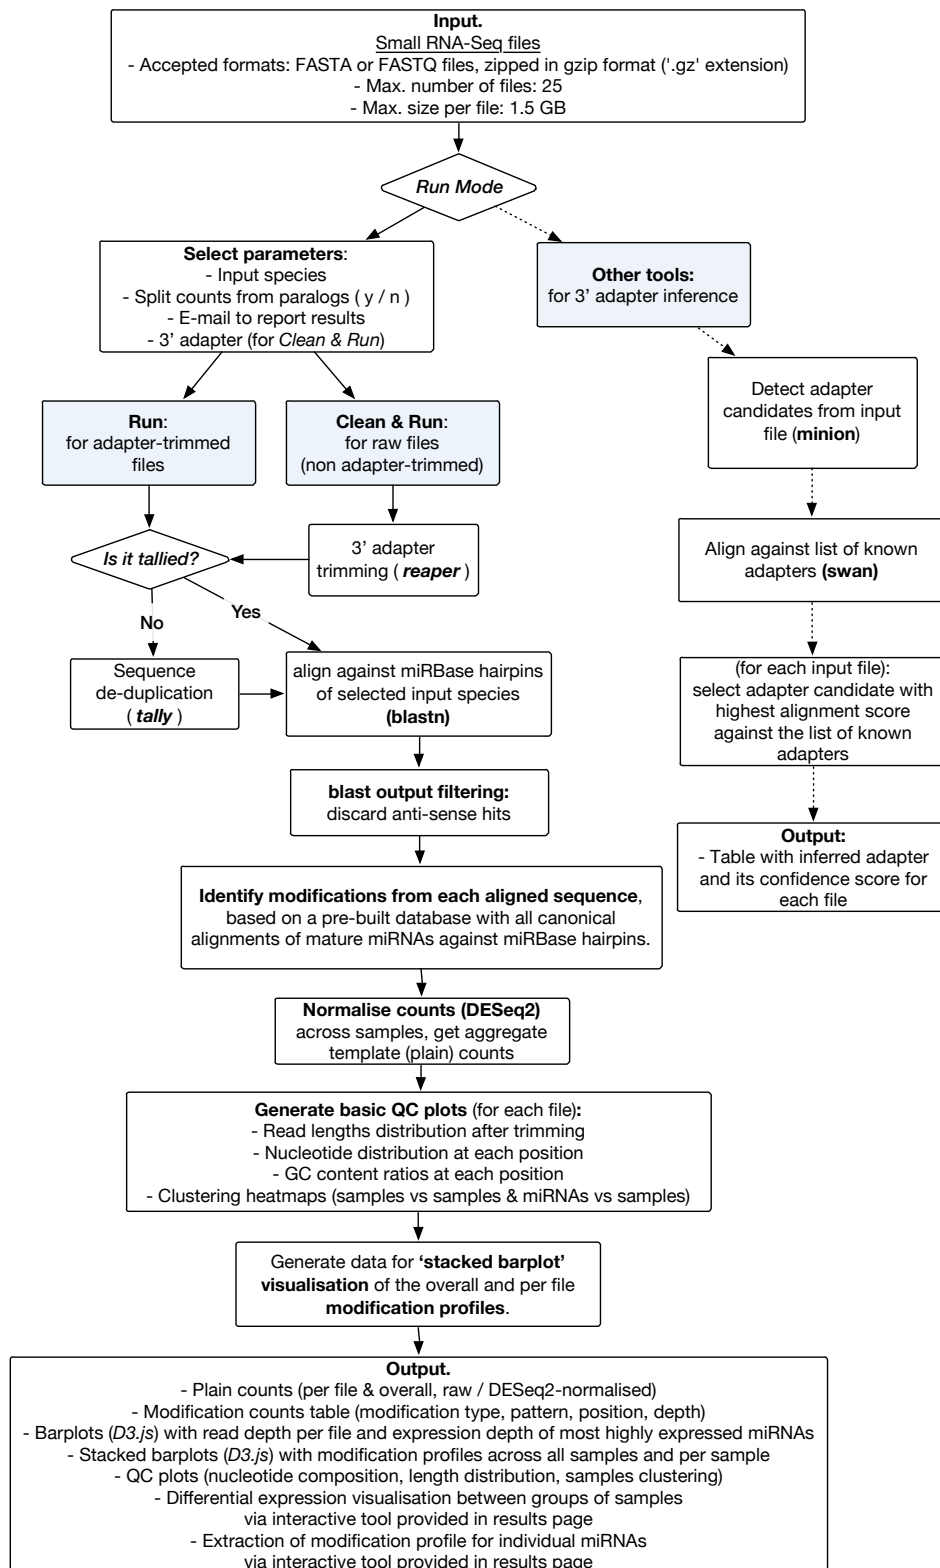 Input.
Small RNA-Seq files
- Accepted formats: FASTA or FASTQ files, zipped in gzip format ('.gz' extension)
- Max. number of files: 25
- Max. size per file: 1.5 GB
Run Mode
Select parameters:
- Input species
- Split counts from paralogs ( y / n )
- E-mail to report results
- 3’ adapter (for Clean & Run)
Other tools:
for 3’ adapter inference
Run:
for adapter-trimmed
files
Clean & Run:
for raw files
(non adapter-trimmed)
Detect adapter
candidates from input
file (minion)
Is it tallied?
3’ adapter
trimming ( reaper )
Align against list of known
adapters (swan)
No
Yes
Sequence
de-duplication
( tally )
align against miRBase hairpins
of selected input species
(blastn)
(for each input file):
select adapter candidate with
highest alignment score
against the list of known
adapters
blast output filtering:
discard anti-sense hits
Output:
- Table with inferred adapter
and its confidence score for
each file
Identify modifications from each aligned sequence,
based on a pre-built database with all canonical
alignments of mature miRNAs against miRBase hairpins.
Normalise counts (DESeq2)
across samples, get aggregate
template (plain) counts
Generate basic QC plots (for each file):
- Read lengths distribution after trimming
- Nucleotide distribution at each position
- GC content ratios at each position
- Clustering heatmaps (samples vs samples & miRNAs vs samples)
Generate data for ‘stacked barplot’
visualisation of the overall and per file
modification profiles.
Output.
- Plain counts (per file & overall, raw / DESeq2-normalised)
- Modification counts table (modification type, pattern, position, depth)
- Barplots (D3.js) with read depth per file and expression depth of most highly expressed miRNAs
- Stacked barplots (D3.js) with modification profiles across all samples and per sample
- QC plots (nucleotide composition, length distribution, samples clustering)
- Differential expression visualisation between groups of samples
via interactive tool provided in results page
- Extraction of modification profile for individual miRNAs
via interactive tool provided in results page